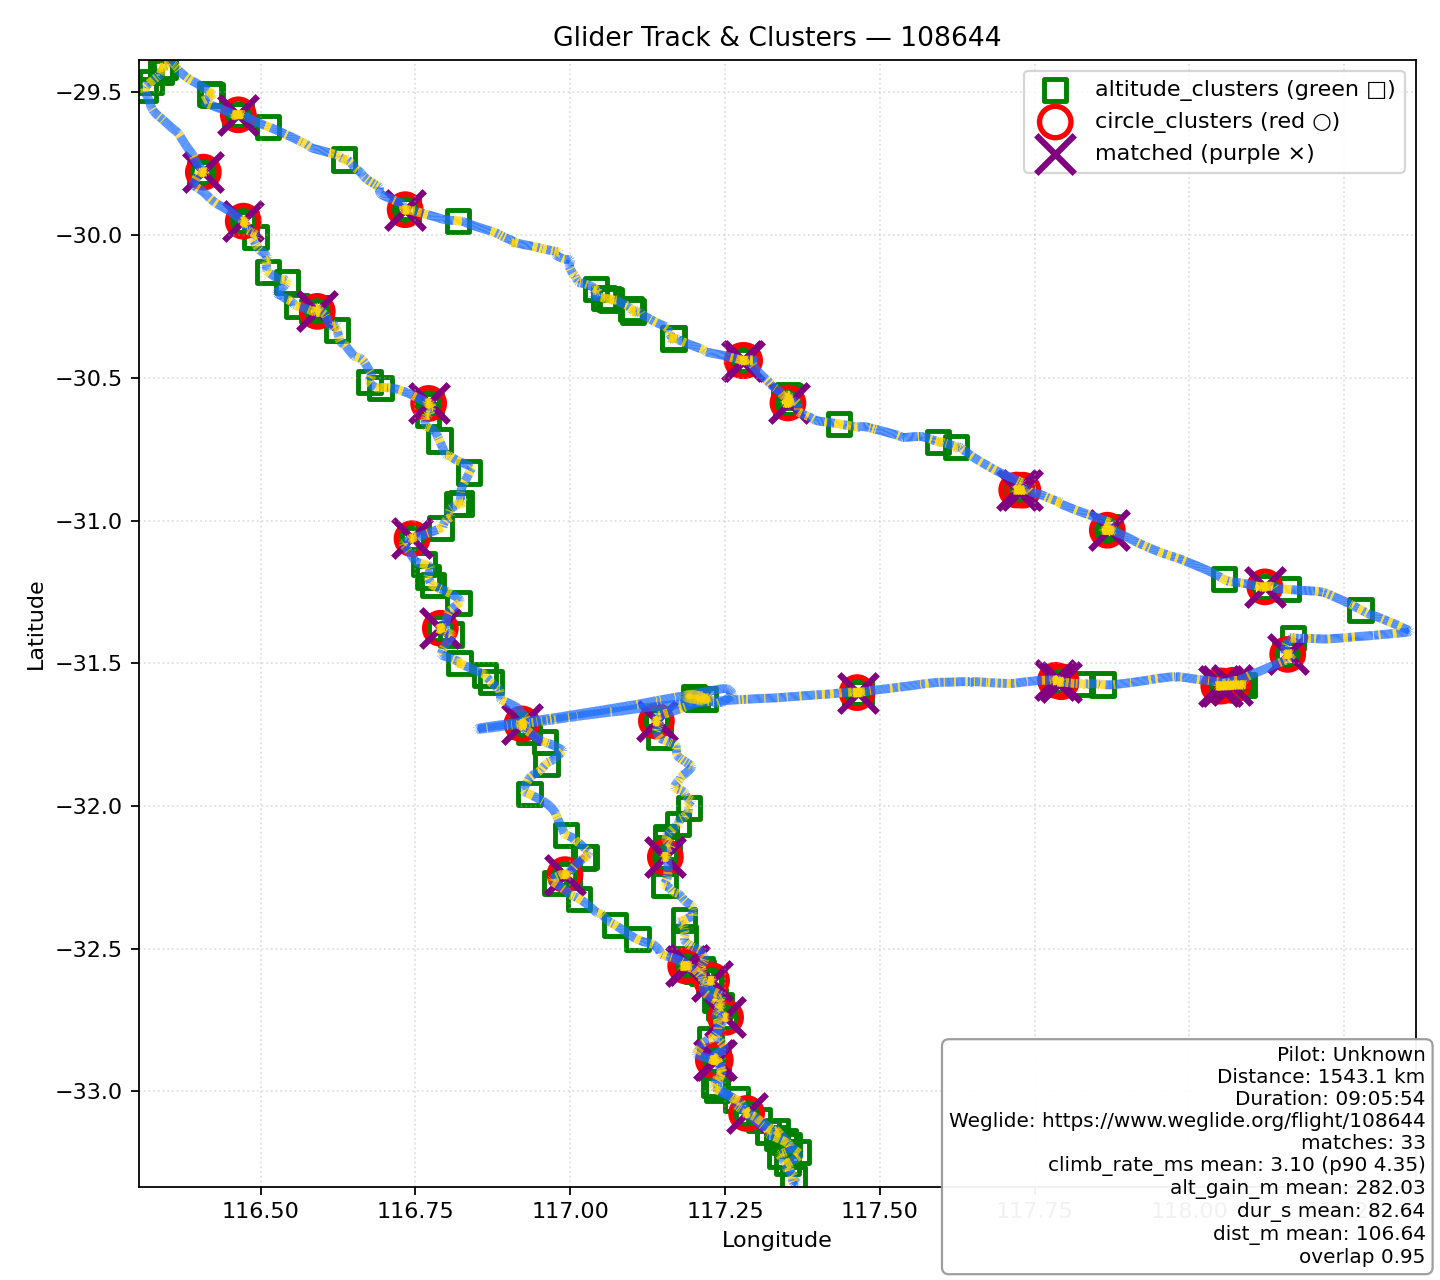 Glider Track & Clusters — 108644
altitude_clusters (green □)
circle_clusters (red ○)
matched (purple ×)
−29.5
−30.0
−30.5
−31.0
−31.5
−32.0
−32.5
−33.0
Latitude
116.50
116.75
117.00
117.25
117.50
117.75
118.00
Longitude
Pilot: Unknown
Distance: 1543.1 km
Duration: 09:05:54
Weglide: https://www.weglide.org/flight/108644
matches: 33
climb_rate_ms mean: 3.10 (p90 4.35)
alt_gain_m mean: 282.03
dur_s mean: 82.64
dist_m mean: 106.64
overlap 0.95